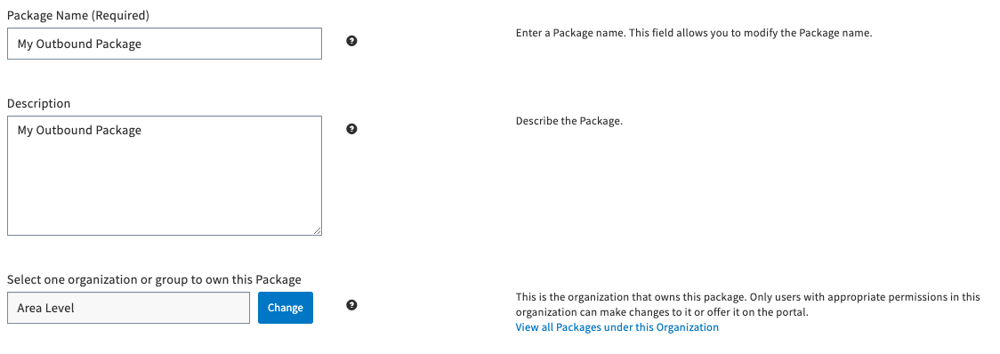 Package Name (Required)
My Outbound Package
Enter a Package name. This field allows you to modify the Package name.
Description
My Outbound Package
Describe the Package.
Select one organization or group to own this Package
Area Level
Change
This is the organization that owns this package. Only users with appropriate permissions in this
organization can make changes to it or offer it on the portal.
View all Packages under this Organization